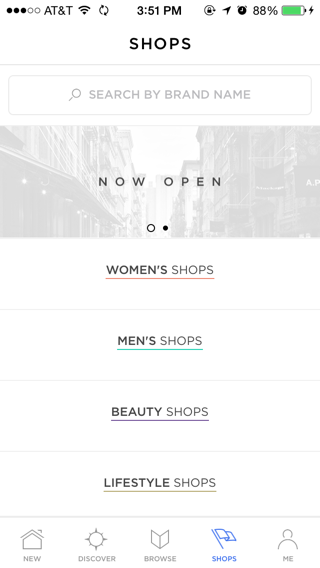 AT&T 3:51 PM 88%
SHOPS
SEARCH BY BRAND NAME
NOW OPEN
WOMEN'S SHOPS
MEN'S SHOPS
BEAUTY SHOPS
LIFESTYLE SHOPS
NEW DISCOVER BROWSE SHOPS ME